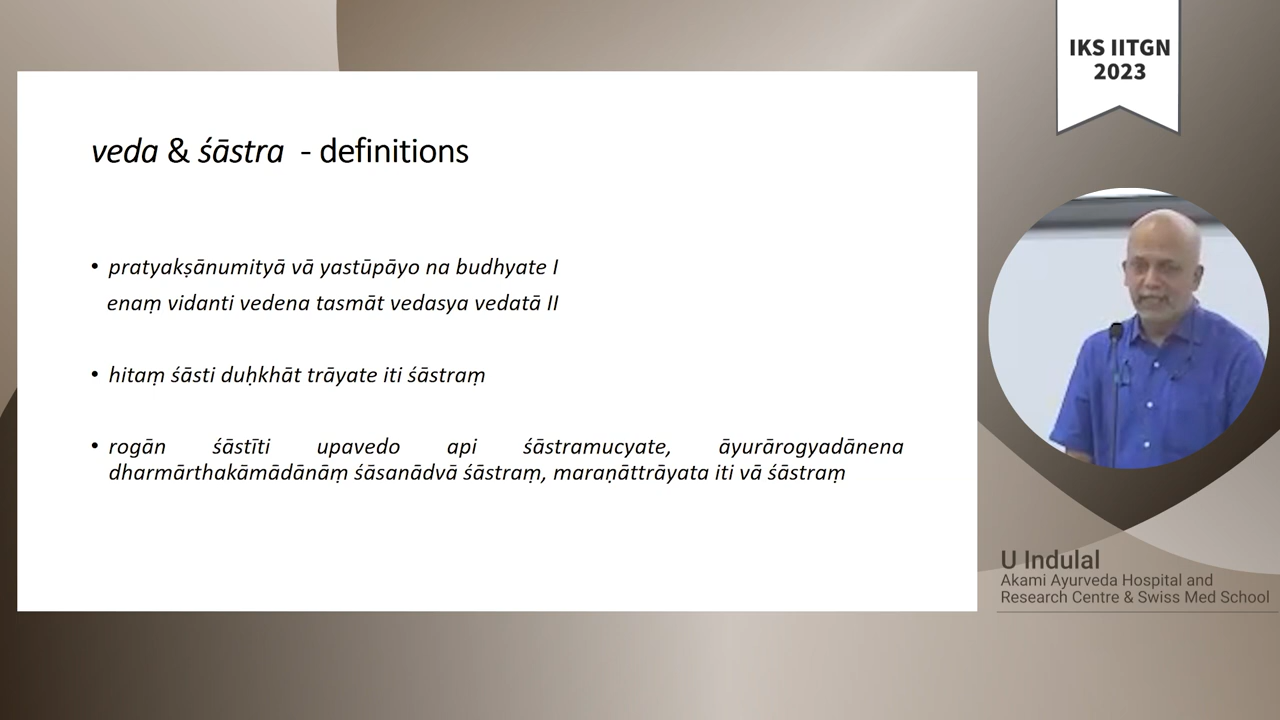 IKS IITGN
2023
veda & śāstra - definitions
• pratyakṣānumityā vā yastūpāyo na budhyate I
enaṃ vidanti vedena tasmāt vedasya vedatā II
• hitaṃ śāsti duḥkhāt trāyate iti śāstraṃ
• rogān śāstīti upavedo api śāstramucyate, āyurārogyadānena
dharmārthakāmādānāṃ śāsanādvā śāstraṃ, maraṇāttrāyata iti vā śāstraṃ
U Indulal
Akami Ayurveda Hospital and
Research Centre & Swiss Med School